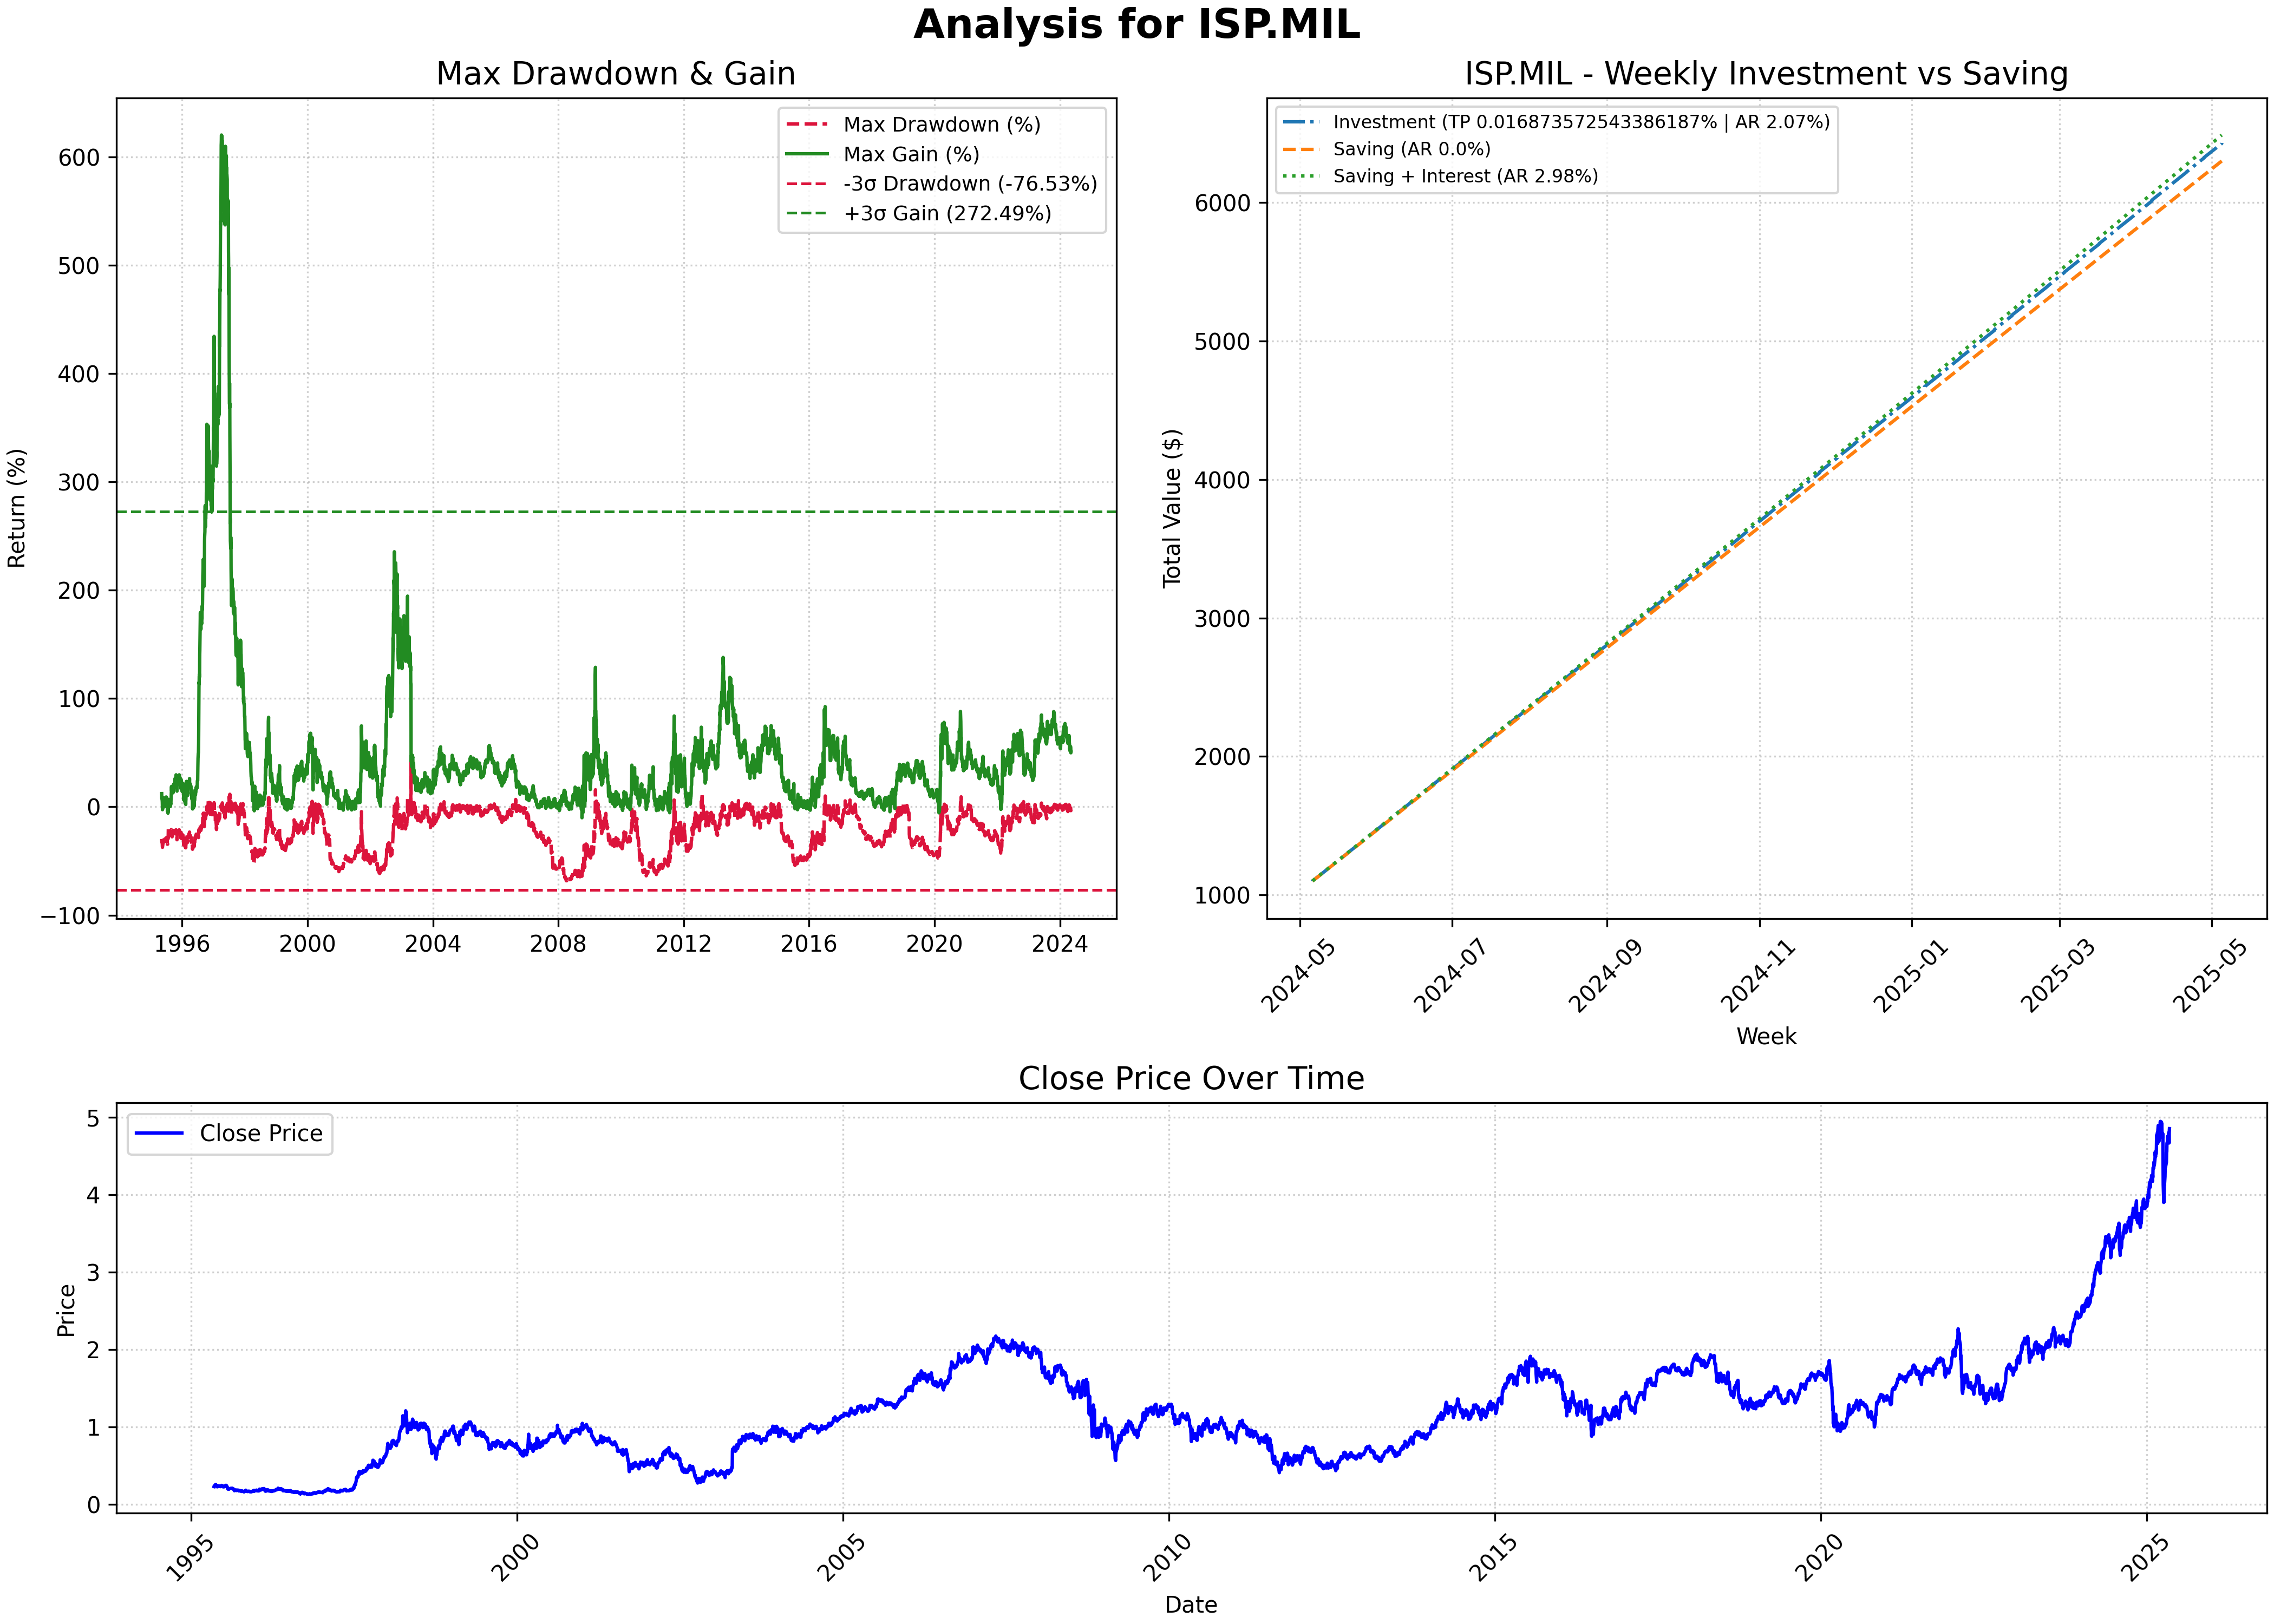 Analysis for ISP.MIL
Max Drawdown & Gain
Max Drawdown (%)
Max Gain (%)
-3σ Drawdown (-76.53%)
+3σ Gain (272.49%)
Return (%)
600
500
400
300
200
100
0
−100
1996
2000
2004
2008
2012
2016
2020
2024
ISP.MIL - Weekly Investment vs Saving
Investment (TP 0.016873572543386187% | AR 2.07%)
Saving (AR 0.0%)
Saving + Interest (AR 2.98%)
Total Value ($)
6000
5000
4000
3000
2000
1000
2024-05
2024-07
2024-09
2024-11
2025-01
2025-03
2025-05
Week
Close Price Over Time
Close Price
Price
5
4
3
2
1
0
1995
2000
2005
2010
2015
2020
2025
Date